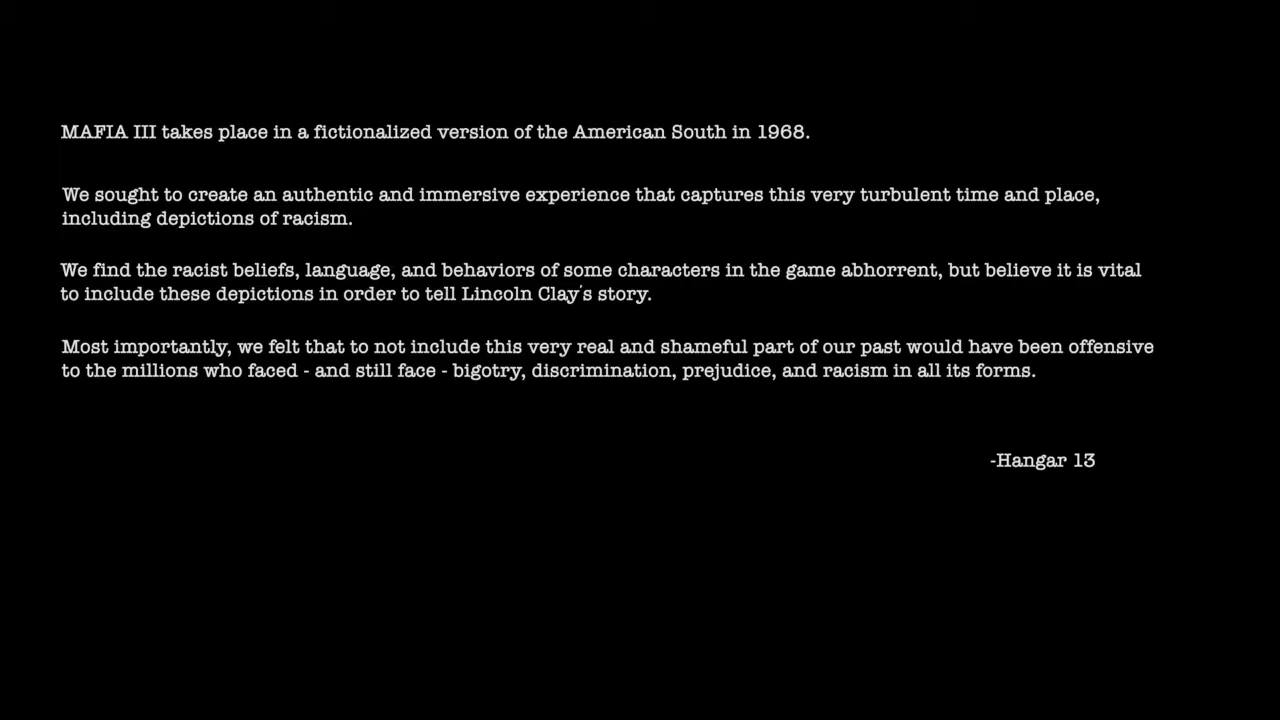 MAFIA III takes place in a fictionalized version of the American South in 1968.
We sought to create an authentic and immersive experience that captures this very turbulent time and place,
including depictions of racism.
We find the racist beliefs, language, and behaviors of some characters in the game abhorrent, but believe it is vital
to include these depictions in order to tell Lincoln Clay's story.
Most importantly, we felt that to not include this very real and shameful part of our past would have been offensive
to the millions who faced - and still face - bigotry, discrimination, prejudice, and racism in all its forms.
-Hangar 13